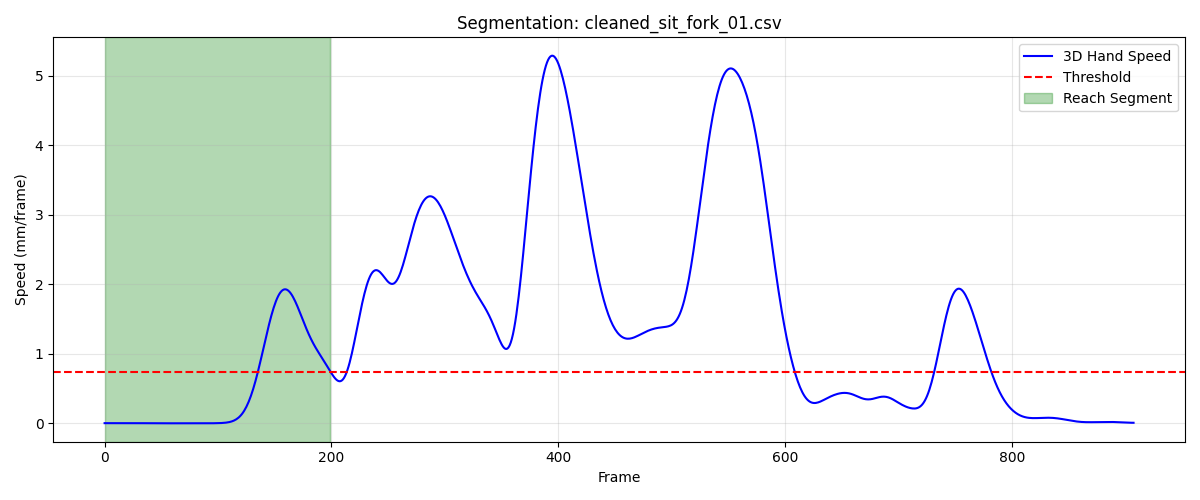 Segmentation: cleaned_sit_fork_01.csv
3D Hand Speed
Threshold
Reach Segment
Speed (mm/frame)
5
4
3
2
1
0
0 200 400 600 800
Frame